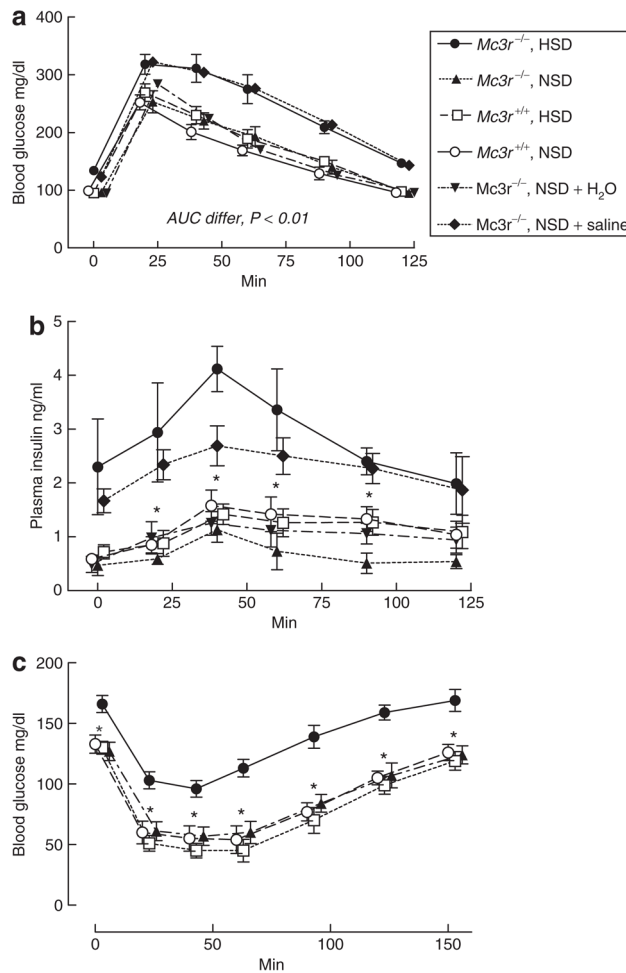 a
400
300
200
100
0
Blood glucose mg/dl
AUC differ, P < 0.01
0 25 50 75 100 125
Min
Mc3r−/−, HSD
Mc3r−/−, NSD
Mc3r+/+, HSD
Mc3r+/+, NSD
Mc3r−/−, NSD + H2O
Mc3r−/−, NSD + saline
b
5
4
3
2
1
0
Plasma insulin ng/ml
* * * *
0 25 50 75 100 125
Min
c
200
150
100
50
0
Blood glucose mg/dl
* * * * * * *
0 50 100 150
Min